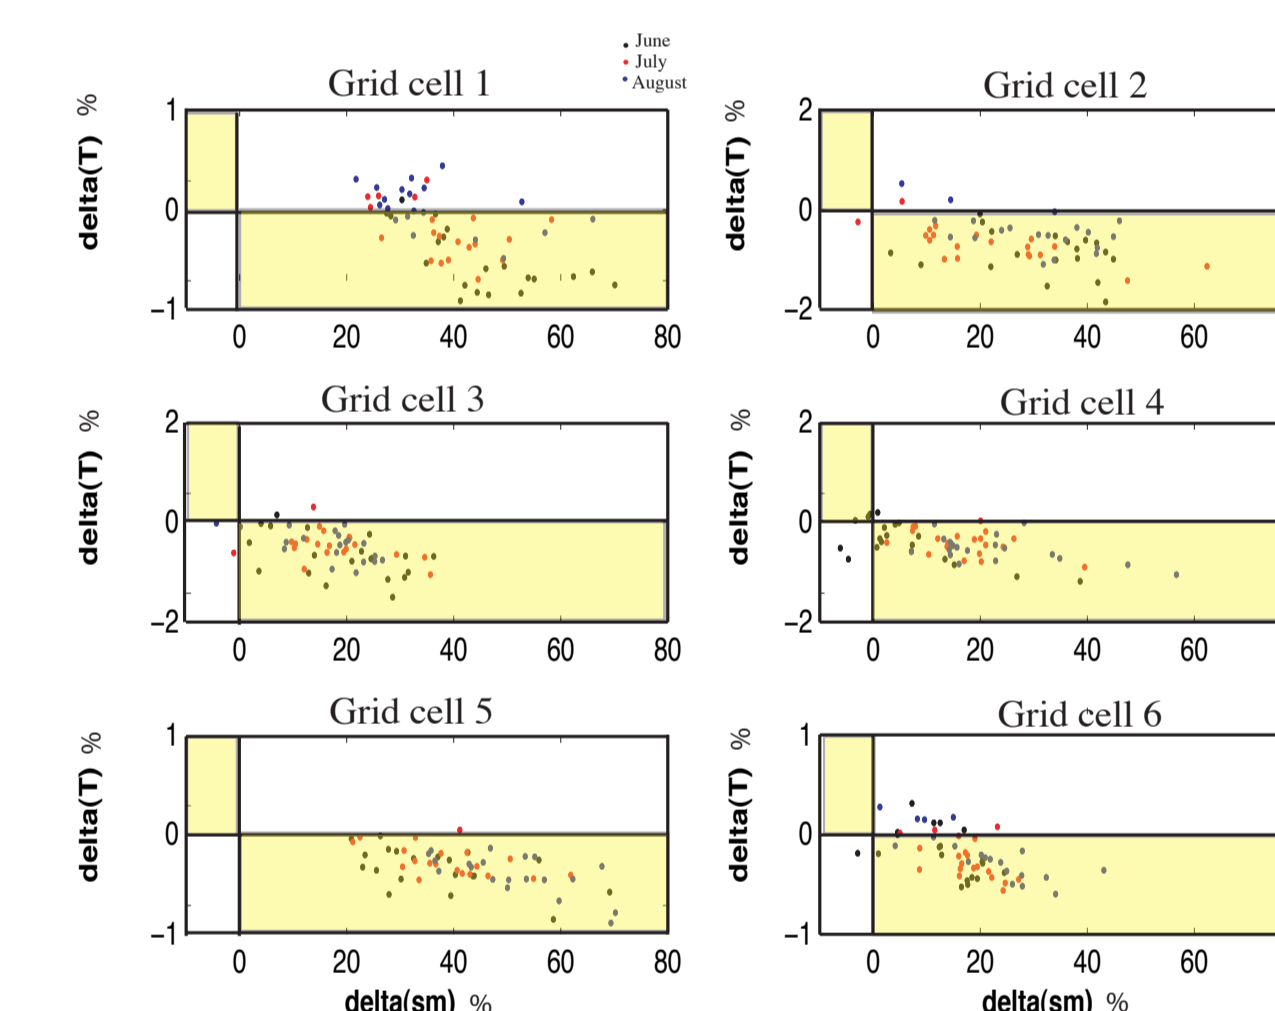 June
July
August
Grid cell 1
Grid cell 2
delta(T) %
1
0
−1
0 20 40 60 80
delta(T) %
2
0
−2
0 20 40 60
Grid cell 3
Grid cell 4
delta(T) %
2
0
−2
0 20 40 60 80
delta(T) %
2
0
−2
0 20 40 60
Grid cell 5
Grid cell 6
delta(T) %
1
0
−1
0 20 40 60 80
delta(sm) %
delta(T) %
1
0
−1
0 20 40 60
delta(sm) %